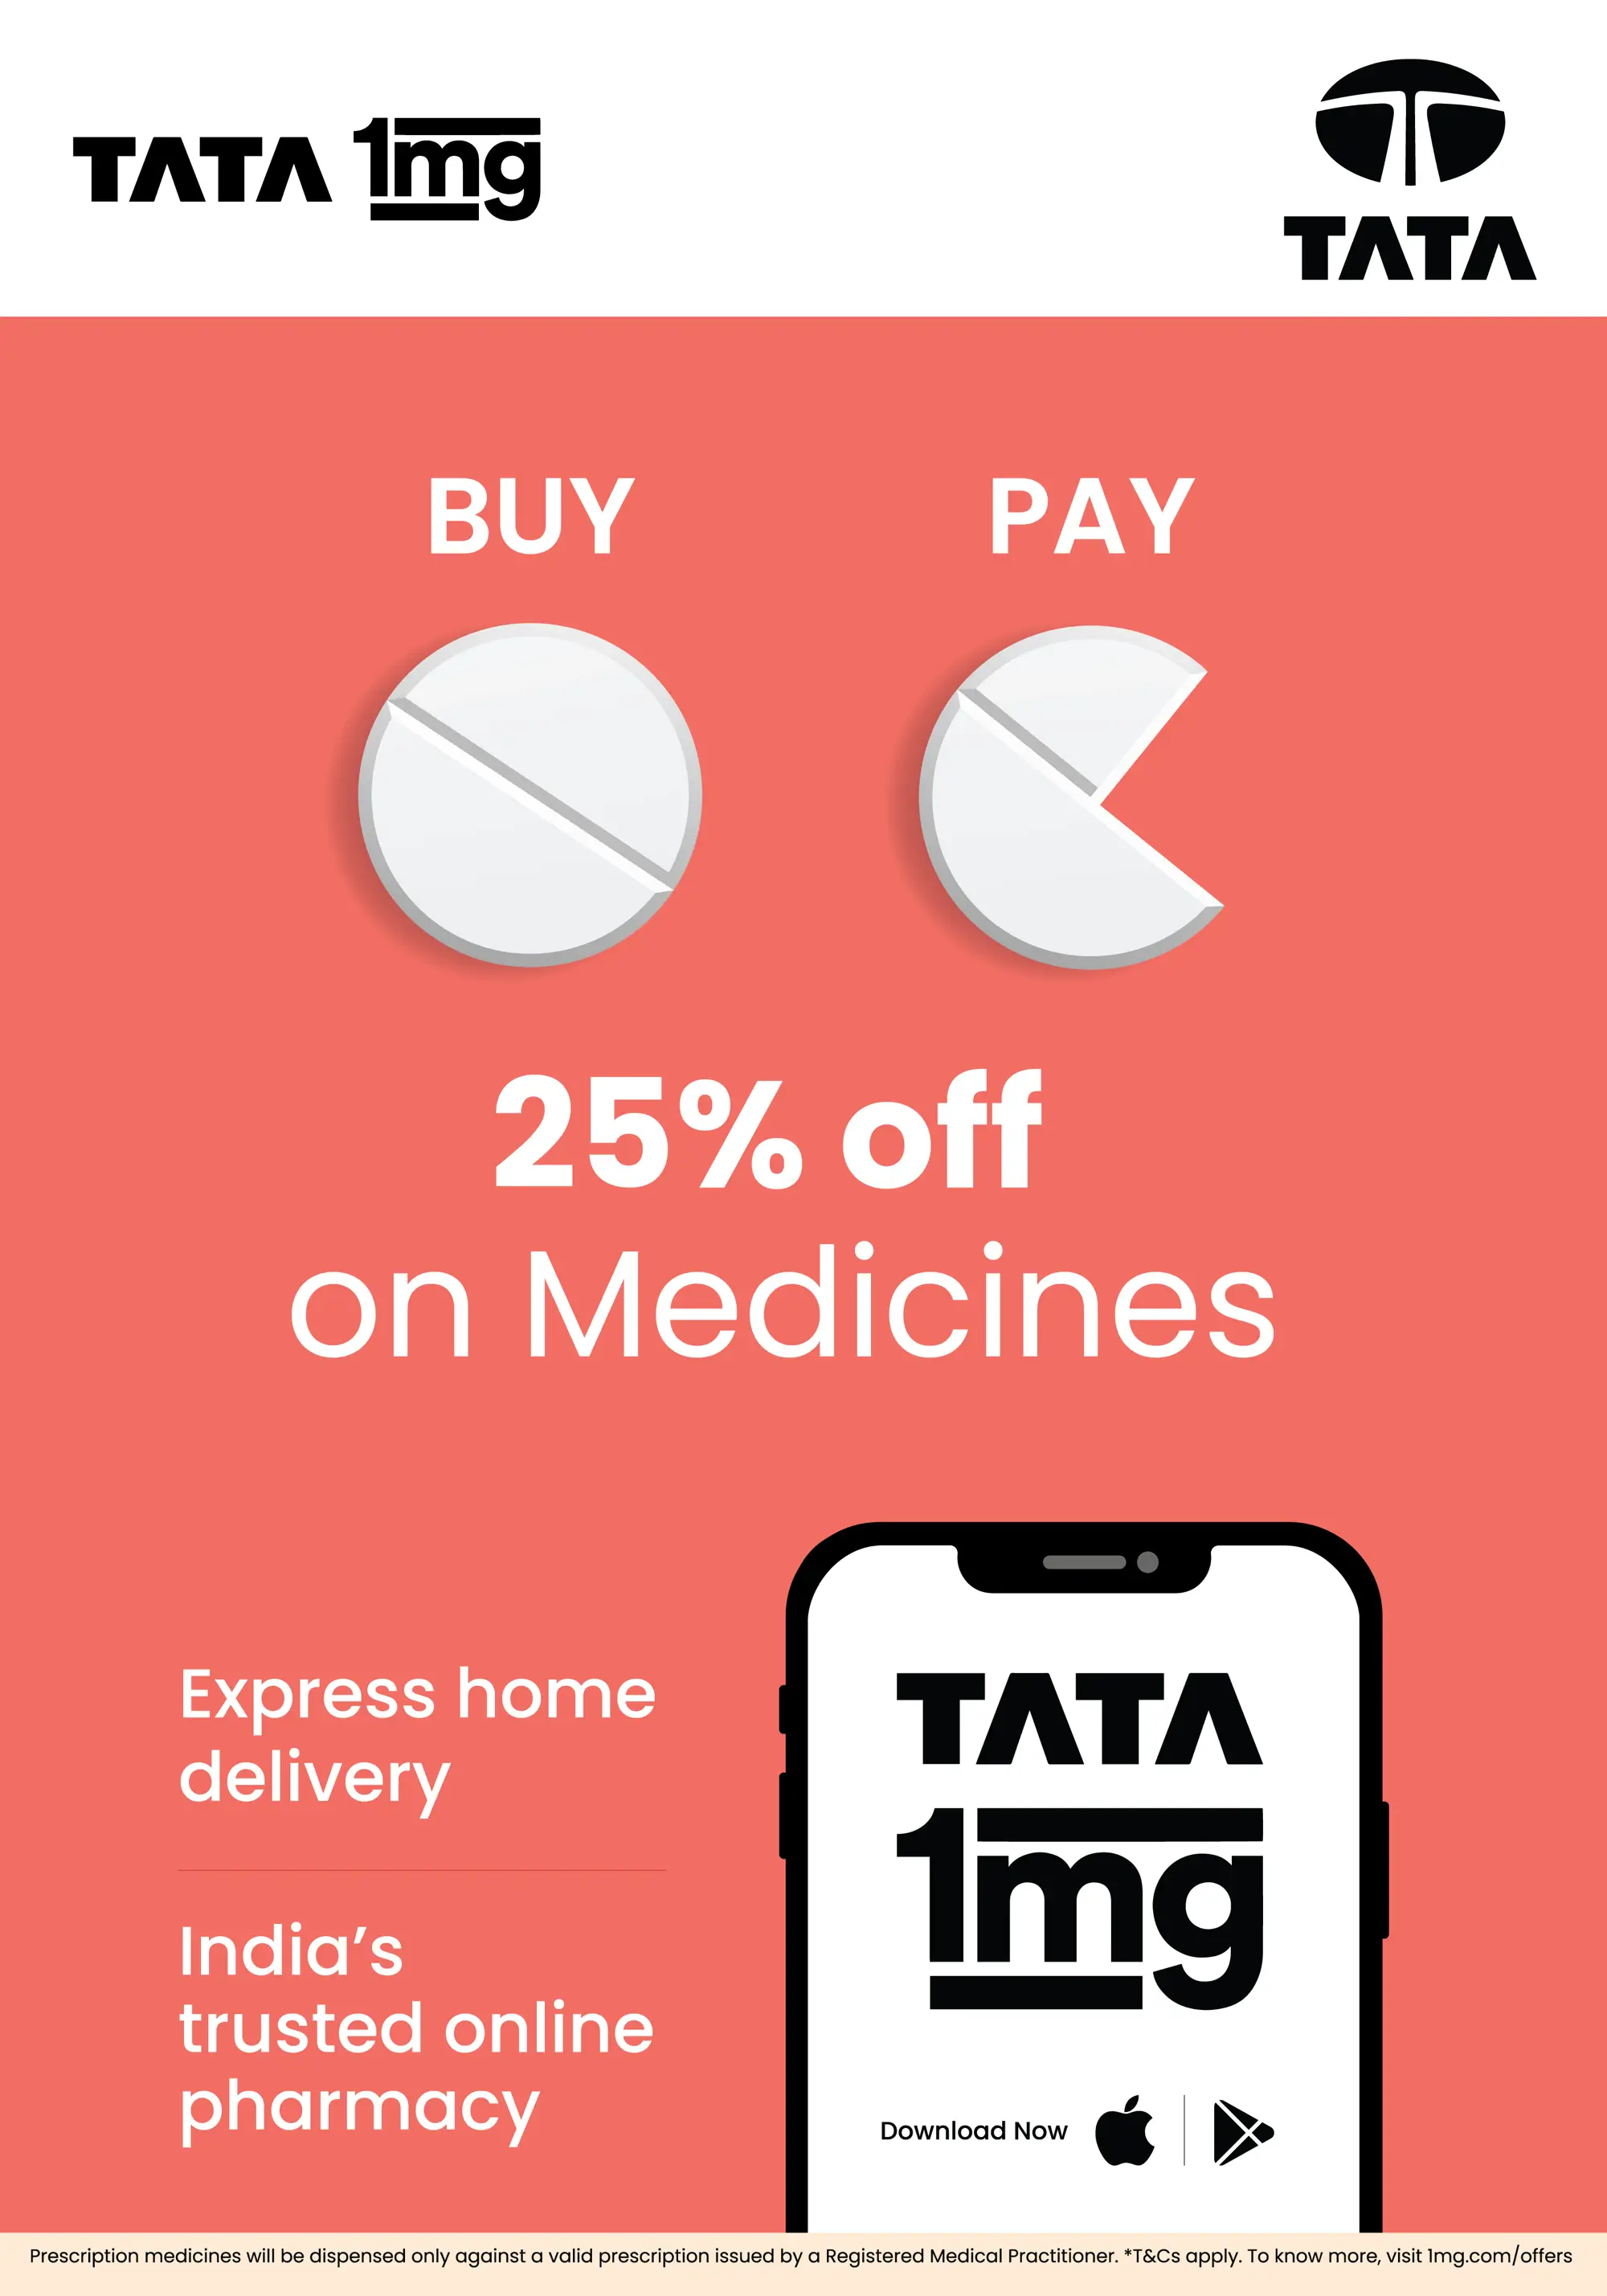 TATA 1mg
TATA
BUY PAY
25% off
on Medicines
Express home
delivery
India’s
trusted online
pharmacy
TATA
1mg
Download Now
Prescription medicines will be dispensed only against a valid prescription issued by a Registered Medical Practitioner. *T&Cs apply. To know more, visit 1mg.com/offers